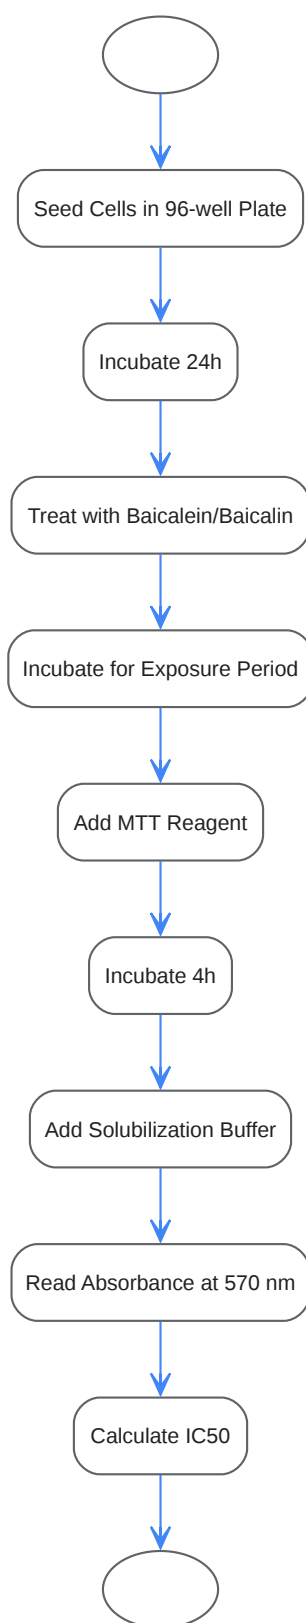 Seed Cells in 96-well Plate
Incubate 24h
Treat with Baicalein/Baicalin
Incubate for Exposure Period
Add MTT Reagent
Incubate 4h
Add Solubilization Buffer
Read Absorbance at 570 nm
Calculate IC50